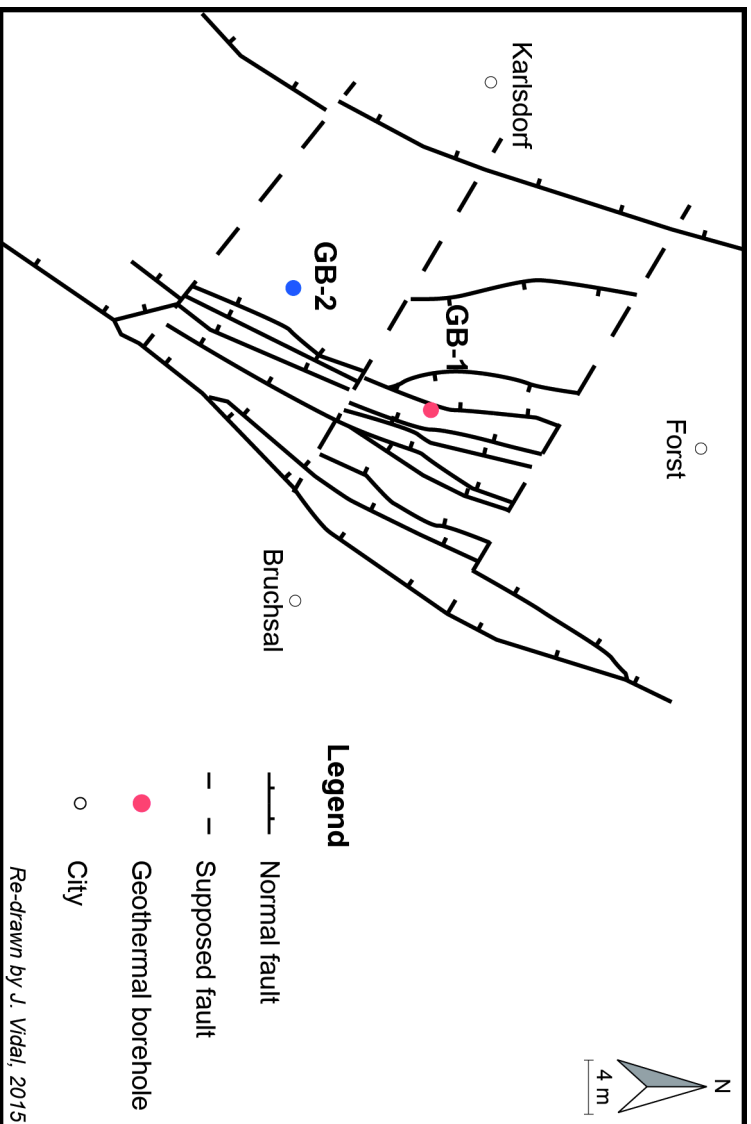 Karlsdorf
Forst
GB-2
GB-1
Bruchsal
N
4 m
Legend
Normal fault
Supposed fault
Geothermal borehole
City
Re-drawn by J. Vidal, 2015